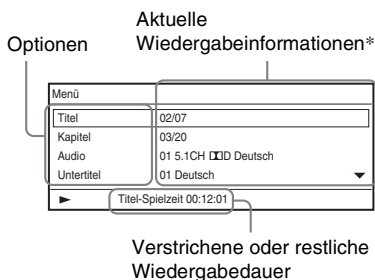 Optionen
Aktuelle
Wiedergabeinformationen*
Menü
Titel 02/07
Kapitel 03/20
Audio 01 5.1CH D Deutsch
Untertitel 01 Deutsch
Titel-Spielzeit 00:12:01
Verstrichene oder restliche
Wiedergabedauer